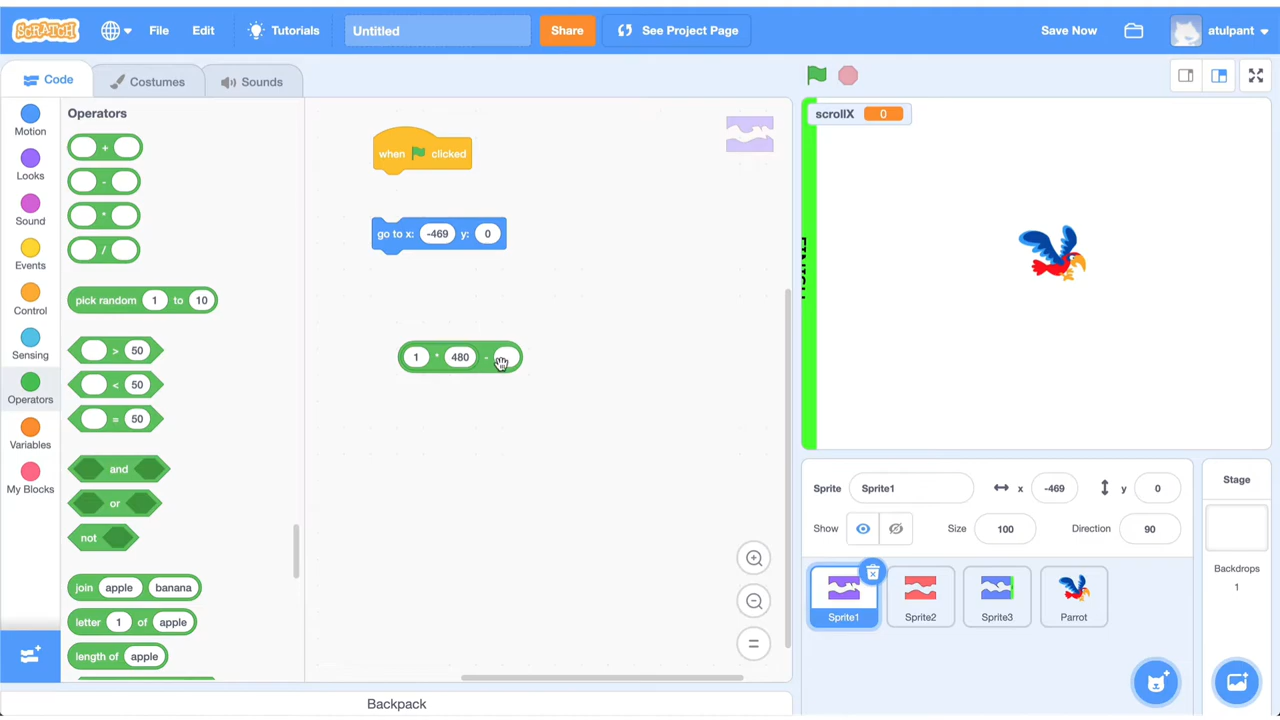 SCRATCH File Edit Tutorials Untitled Share See Project Page Save Now atulpant
Code Costumes Sounds
Motion
Looks
Sound
Events
Control
Sensing
Operators
Variables
My Blocks
Operators
+
-
*
/
pick random 1 to 10
> 50
< 50
= 50
and
or
not
join apple banana
letter 1 of apple
length of apple
when clicked
go to x: -469 y: 0
1 * 480 -
scrollX 0
FINISH
Sprite Sprite1 x -469 y 0
Show Size 100 Direction 90
Sprite1 Sprite2 Sprite3 Parrot
Stage
Backdrops
1
Backpack